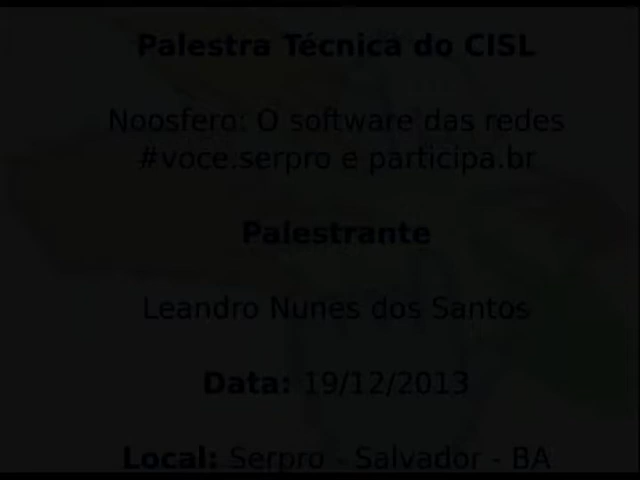 Palestra Técnica do CISL
Noosfero: O software das redes
#voce.serpro e participa.br
Palestrante
Leandro Nunes dos Santos
Data: 19/12/2013
Local: Serpro - Salvador - BA